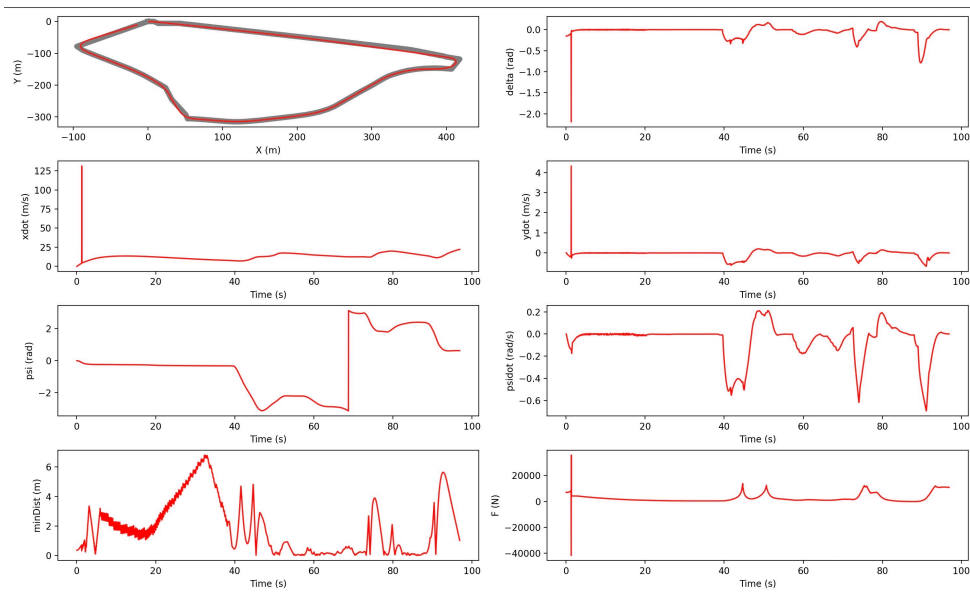 0
−100
−200
−300
Y (m)
−100 0 100 200 300 400
X (m)
0.0
−0.5
−1.0
−1.5
−2.0
delta (rad)
0 20 40 60 80 100
Time (s)
125
100
75
50
25
0
xdot (m/s)
0 20 40 60 80 100
Time (s)
4
3
2
1
0
ydot (m/s)
0 20 40 60 80 100
Time (s)
2
0
−2
psi (rad)
0 20 40 60 80 100
Time (s)
0.2
0.0
−0.2
−0.4
−0.6
psidot (rad/s)
0 20 40 60 80 100
Time (s)
6
4
2
0
minDist (m)
0 20 40 60 80 100
Time (s)
20000
0
−20000
−40000
F (N)
0 20 40 60 80 100
Time (s)